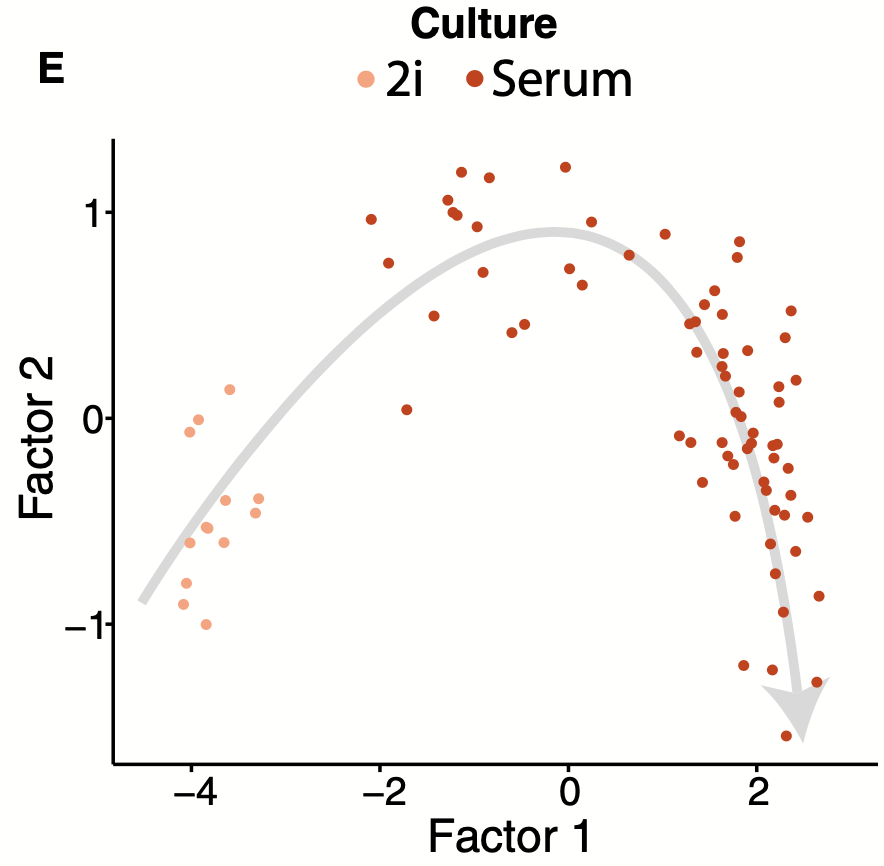 Culture
E
2i Serum
1
0
−1
Factor 2
−4 −2 0 2
Factor 1